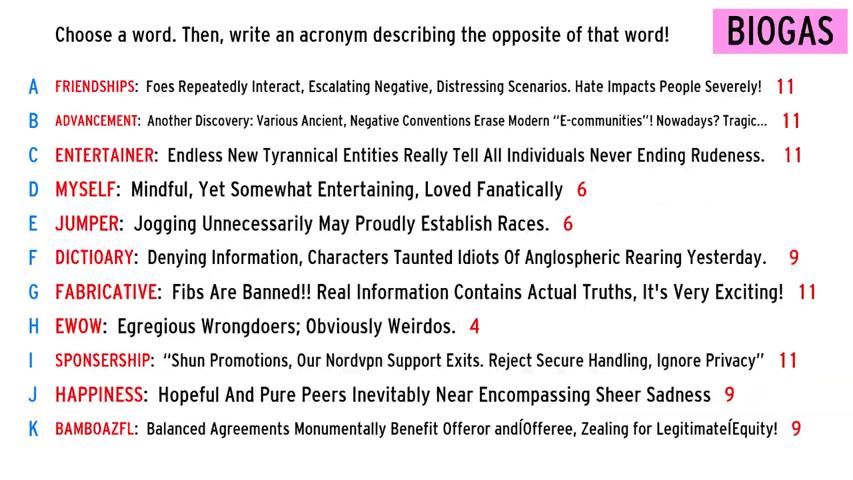 Choose a word. Then, write an acronym describing the opposite of that word!
BIOGAS
A FRIENDSHIPS: Foes Repeatedly Interact, Escalating Negative, Distressing Scenarios. Hate Impacts People Severely! 11
B ADVANCEMENT: Another Discovery: Various Ancient, Negative Conventions Erase Modern "E-communities"! Nowadays? Tragic... 11
C ENTERTAINER: Endless New Tyrannical Entities Really Tell All Individuals Never Ending Rudeness. 11
D MYSELF: Mindful, Yet Somewhat Entertaining, Loved Fanatically 6
E JUMPER: Jogging Unnecessarily May Proudly Establish Races. 6
F DICTIOARY: Denying Information, Characters Taunted Idiots Of Anglospheric Rearing Yesterday. 9
G FABRICATIVE: Fibs Are Banned!! Real Information Contains Actual Truths, It's Very Exciting! 11
H EWOW: Egregious Wrongdoers; Obviously Weirdos. 4
I SPONSERSHIP: "Shun Promotions, Our Nordvpn Support Exits. Reject Secure Handling, Ignore Privacy" 11
J HAPPINESS: Hopeful And Pure Peers Inevitably Near Encompassing Sheer Sadness 9
K BAMBOAZFL: Balanced Agreements Monumentally Benefit Offeror andÍOfferee, Zealing for LegitimateÍEquity! 9